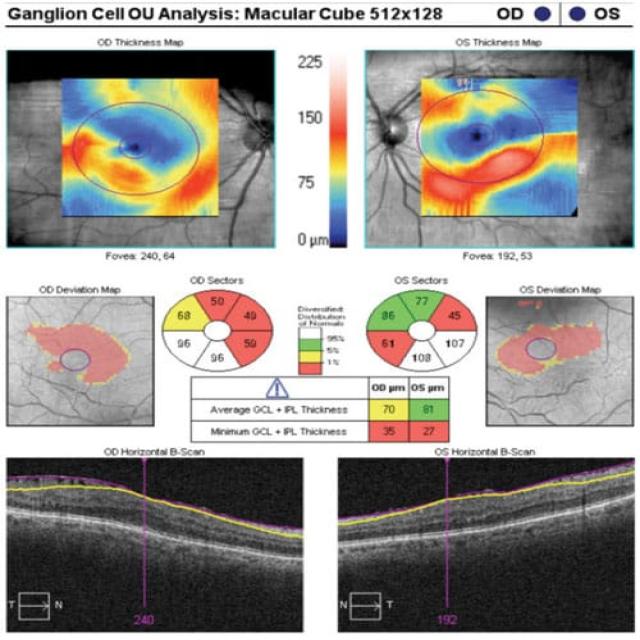 Ganglion Cell OU Analysis: Macular Cube 512x128
OD
OS
OD Thickness Map
OS Thickness Map
225
150
75
0 µm
Fovea: 240, 64
Fovea: 192, 53
OD Deviation Map
OD Sectors
OS Sectors
OS Deviation Map
50
68
49
95
59
96
Diversified
Distribution
of Normals
95%
5%
1%
77
86
45
61
107
108
OD µm
OS µm
Average GCL + IPL Thickness
70
81
Minimum GCL + IPL Thickness
35
27
OD Horizontal B-Scan
OS Horizontal B-Scan
T
N
240
N
T
192